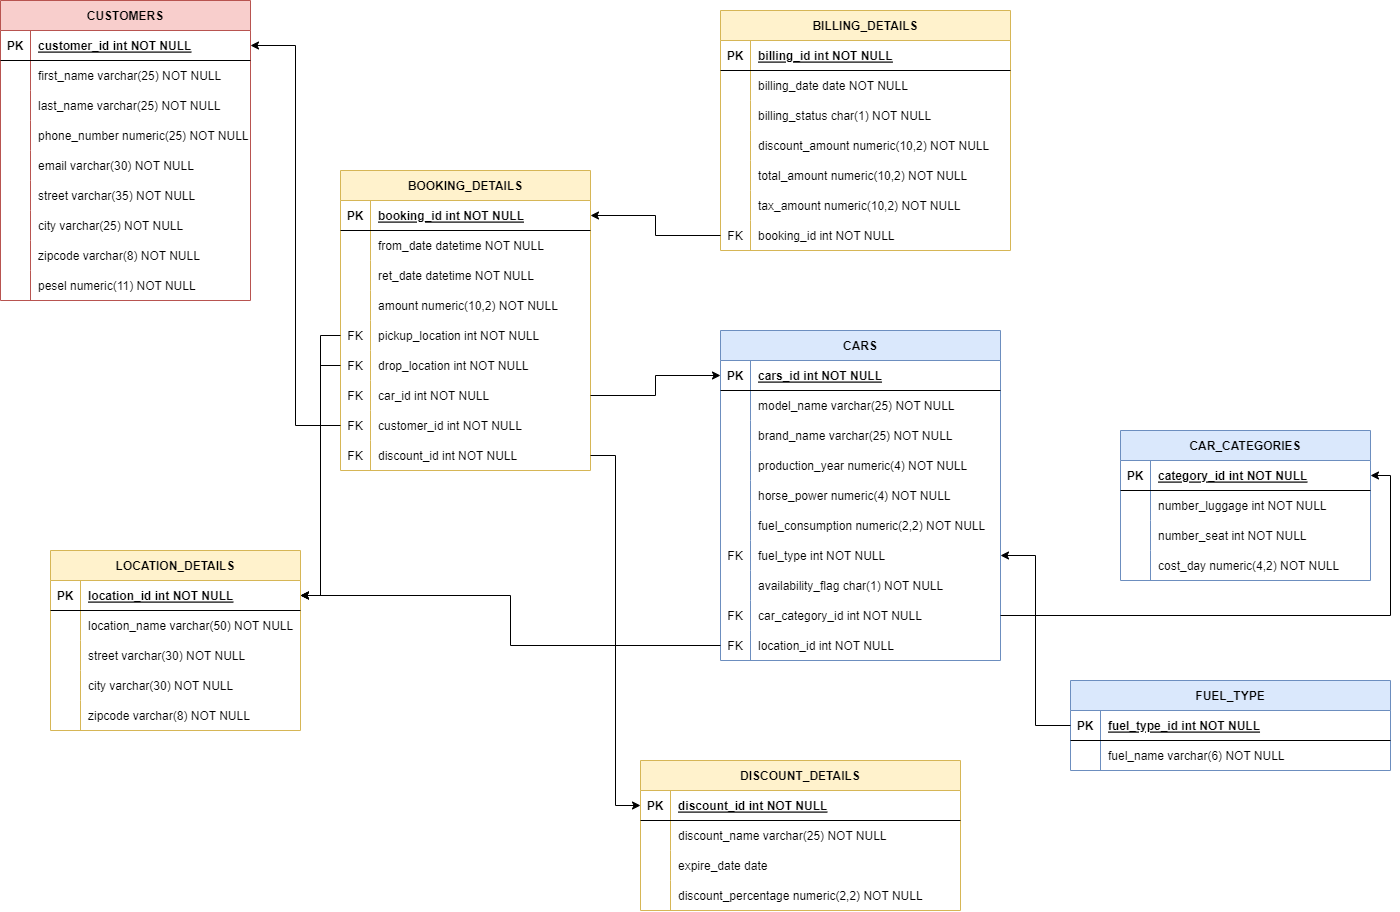 CUSTOMERS
PK customer_id int NOT NULL
first_name varchar(25) NOT NULL
last_name varchar(25) NOT NULL
phone_number numeric(25) NOT NULL
email varchar(30) NOT NULL
street varchar(35) NOT NULL
city varchar(25) NOT NULL
zipcode varchar(8) NOT NULL
pesel numeric(11) NOT NULL
BILLING_DETAILS
PK billing_id int NOT NULL
billing_date date NOT NULL
billing_status char(1) NOT NULL
discount_amount numeric(10,2) NOT NULL
total_amount numeric(10,2) NOT NULL
tax_amount numeric(10,2) NOT NULL
FK booking_id int NOT NULL
BOOKING_DETAILS
PK booking_id int NOT NULL
from_date datetime NOT NULL
ret_date datetime NOT NULL
amount numeric(10,2) NOT NULL
FK pickup_location int NOT NULL
FK drop_location int NOT NULL
FK car_id int NOT NULL
FK customer_id int NOT NULL
FK discount_id int NOT NULL
CARS
PK cars_id int NOT NULL
model_name varchar(25) NOT NULL
brand_name varchar(25) NOT NULL
production_year numeric(4) NOT NULL
horse_power numeric(4) NOT NULL
fuel_consumption numeric(2,2) NOT NULL
FK fuel_type int NOT NULL
availability_flag char(1) NOT NULL
FK car_category_id int NOT NULL
FK location_id int NOT NULL
CAR_CATEGORIES
PK category_id int NOT NULL
number_luggage int NOT NULL
number_seat int NOT NULL
cost_day numeric(4,2) NOT NULL
LOCATION_DETAILS
PK location_id int NOT NULL
location_name varchar(50) NOT NULL
street varchar(30) NOT NULL
city varchar(30) NOT NULL
zipcode varchar(8) NOT NULL
FUEL_TYPE
PK fuel_type_id int NOT NULL
fuel_name varchar(6) NOT NULL
DISCOUNT_DETAILS
PK discount_id int NOT NULL
discount_name varchar(25) NOT NULL
expire_date date
discount_percentage numeric(2,2) NOT NULL